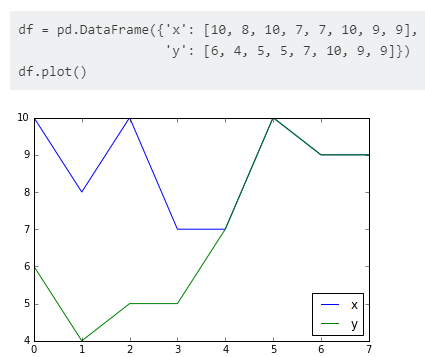 df = pd.DataFrame({'x': [10, 8, 10, 7, 7, 10, 9, 9],
'y': [6, 4, 5, 5, 7, 10, 9, 9]})
df.plot()
10
9
8
7
6
5
4
x
y
0 1 2 3 4 5 6 7